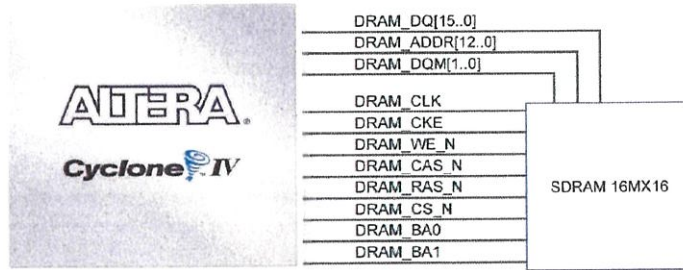 DRAM_DQ[15..0]
DRAM_ADDR[12..0]
DRAM_DQM[1..0]
DRAM_CLK
DRAM_CKE
DRAM_WE_N
DRAM_CAS_N
DRAM_RAS_N
DRAM_CS_N
DRAM_BA0
DRAM_BA1
ALTERA.
Cyclone IV
SDRAM 16MX16